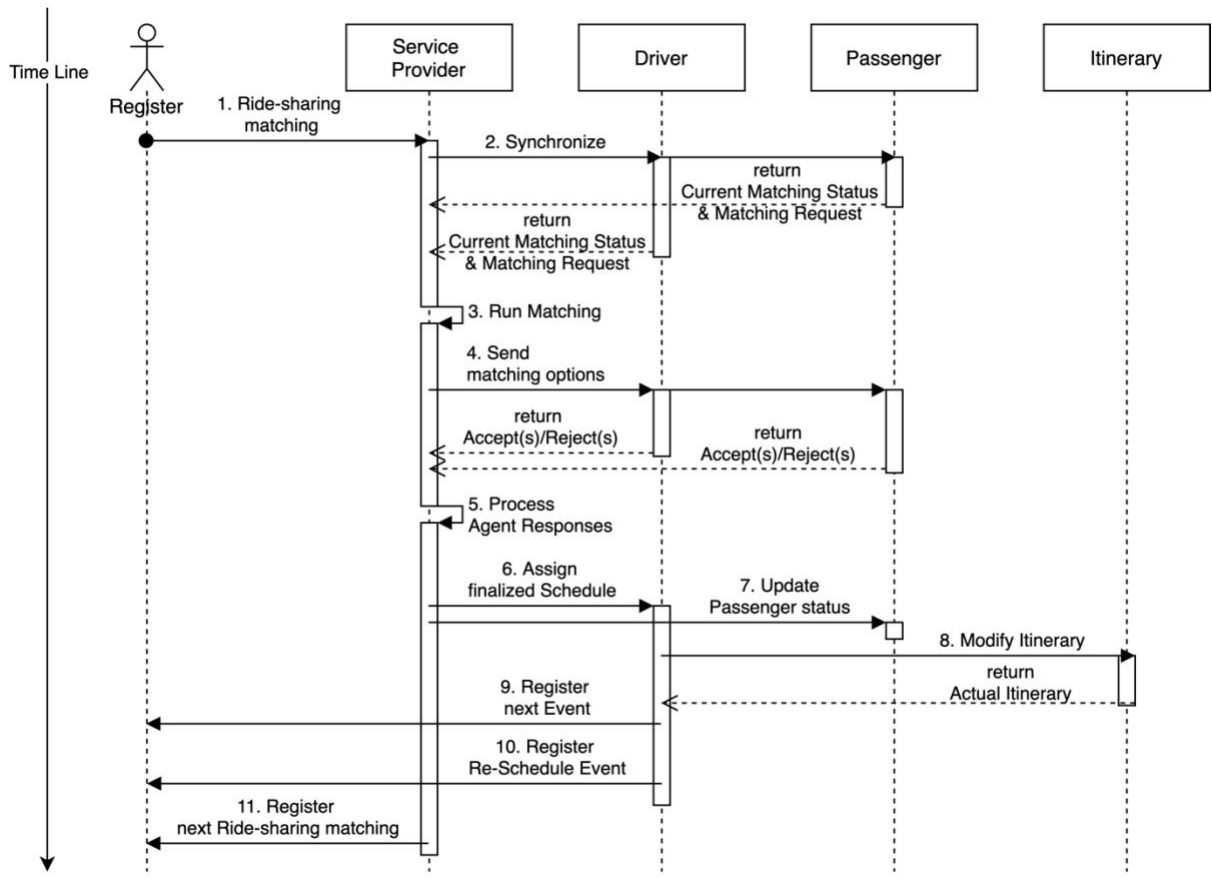 Time Line
Register
Service
Provider
Driver
Passenger
Itinerary
1. Ride-sharing
matching
2. Synchronize
return
Current Matching Status
& Matching Request
return
Current Matching Status
& Matching Request
3. Run Matching
4. Send
matching options
return
Accept(s)/Reject(s)
return
Accept(s)/Reject(s)
5. Process
Agent Responses
6. Assign
finalized Schedule
7. Update
Passenger status
8. Modify Itinerary
return
Actual Itinerary
9. Register
next Event
10. Register
Re-Schedule Event
11. Register
next Ride-sharing matching